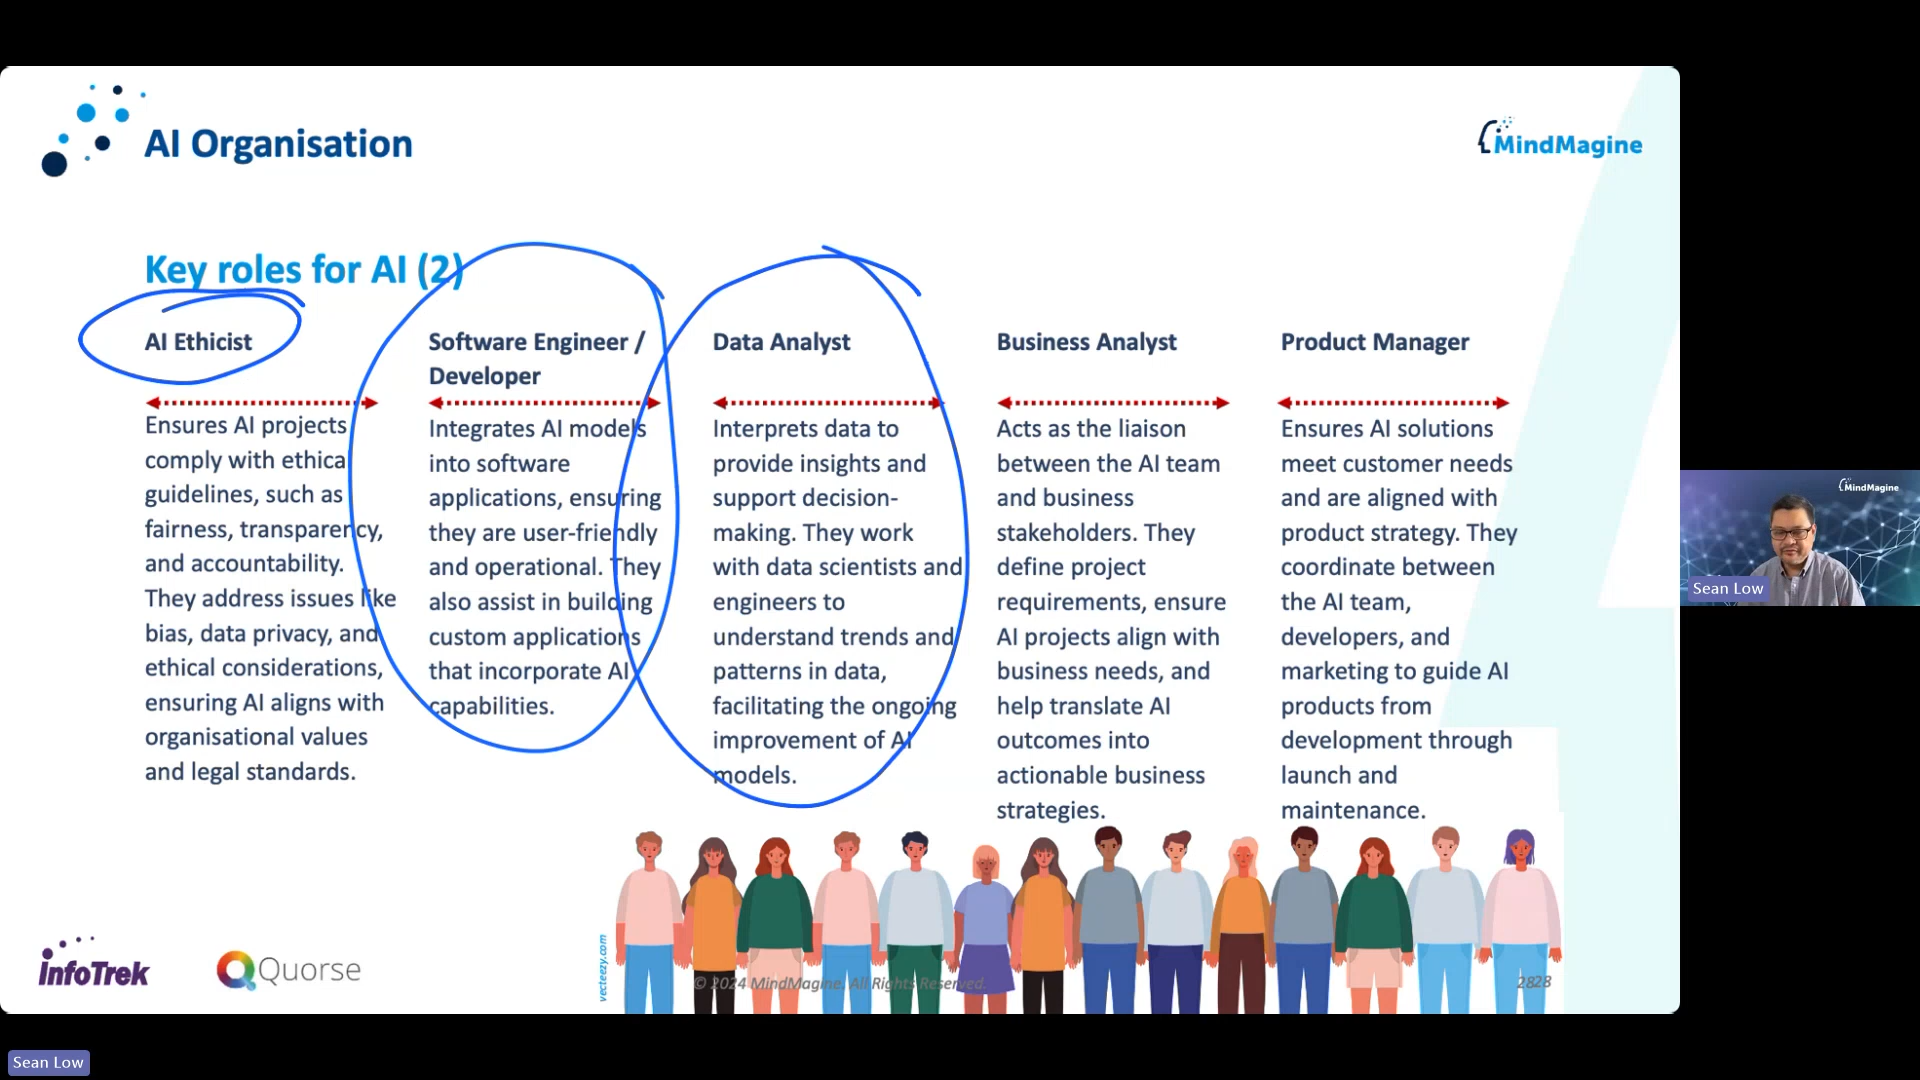 AI Organisation
MindMagine
Key roles for AI (2)
AI Ethicist
Ensures AI projects
comply with ethica
guidelines, such as
fairness, transparency,
and accountability.
They address issues like
bias, data privacy, and
ethical considerations,
ensuring AI aligns with
organisational values
and legal standards.
Software Engineer /
Developer
Integrates AI models
into software
applications, ensuring
they are user-friendly
and operational. They
also assist in building
custom applications
that incorporate AI
capabilities.
Data Analyst
Interprets data to
provide insights and
support decision-
making. They work
with data scientists and
engineers to
understand trends and
patterns in data,
facilitating the ongoing
improvement of AI
models.
Business Analyst
Acts as the liaison
between the AI team
and business
stakeholders. They
define project
requirements, ensure
AI projects align with
business needs, and
help translate AI
outcomes into
actionable business
strategies.
Product Manager
Ensures AI solutions
meet customer needs
and are aligned with
product strategy. They
coordinate between
the AI team,
developers, and
marketing to guide AI
products from
development through
launch and
maintenance.
MindMagine
Sean Low
infoTrek
Quorse
vecteezy.com
© 2024 MindMagine. All Rights Reserved.
2828
Sean Low